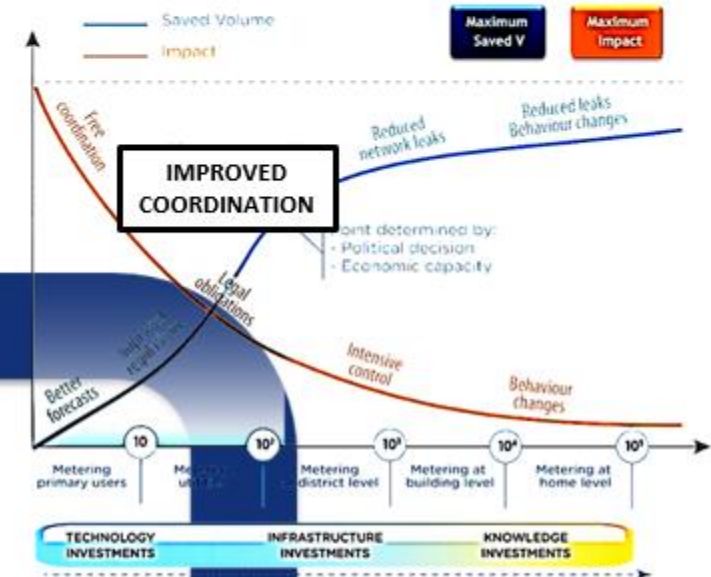 Saved Volume
Impact
Maximum
Saved V
Maximum
Impact
Free
coordination
Reduced
network leaks
Reduced leaks
Behaviour changes
IMPROVED
COORDINATION
Point determined by:
- Political decision
- Economic capacity
Legal
obligations
Better
forecasts
Intensive
control
Behaviour
changes
10
10²
10³
10⁴
10⁵
Metering
primary users
Metering
district level
Metering at
building level
Metering at
home level
TECHNOLOGY
INVESTMENTS
INFRASTRUCTURE
INVESTMENTS
KNOWLEDGE
INVESTMENTS